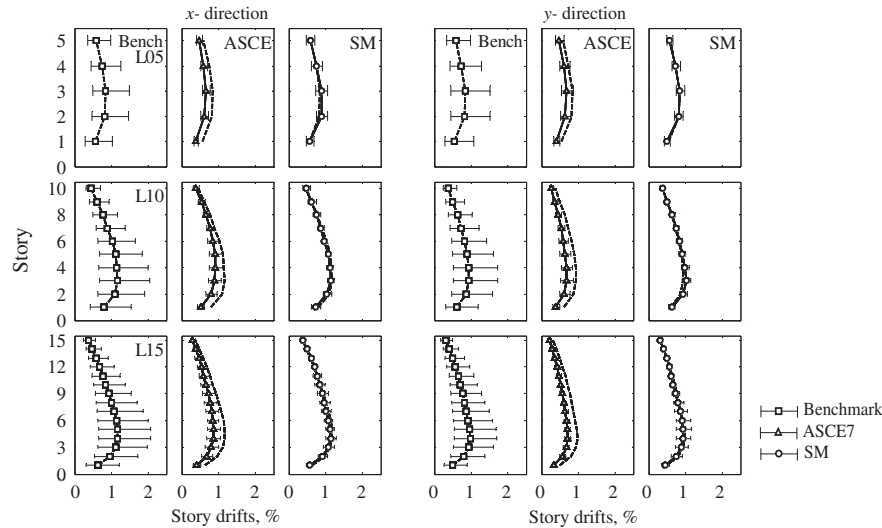 x- direction
y- direction
Bench ASCE SM Bench ASCE SM
L05
5
4
3
2
1
0
L10
10
8
6
4
2
0
L15
15
12
9
6
3
0
0 1 2 0 1 2 0 1 2 0 1 2 0 1 2 0 1 2
Story
Story drifts, % Story drifts, %
Benchmark
ASCE7
SM